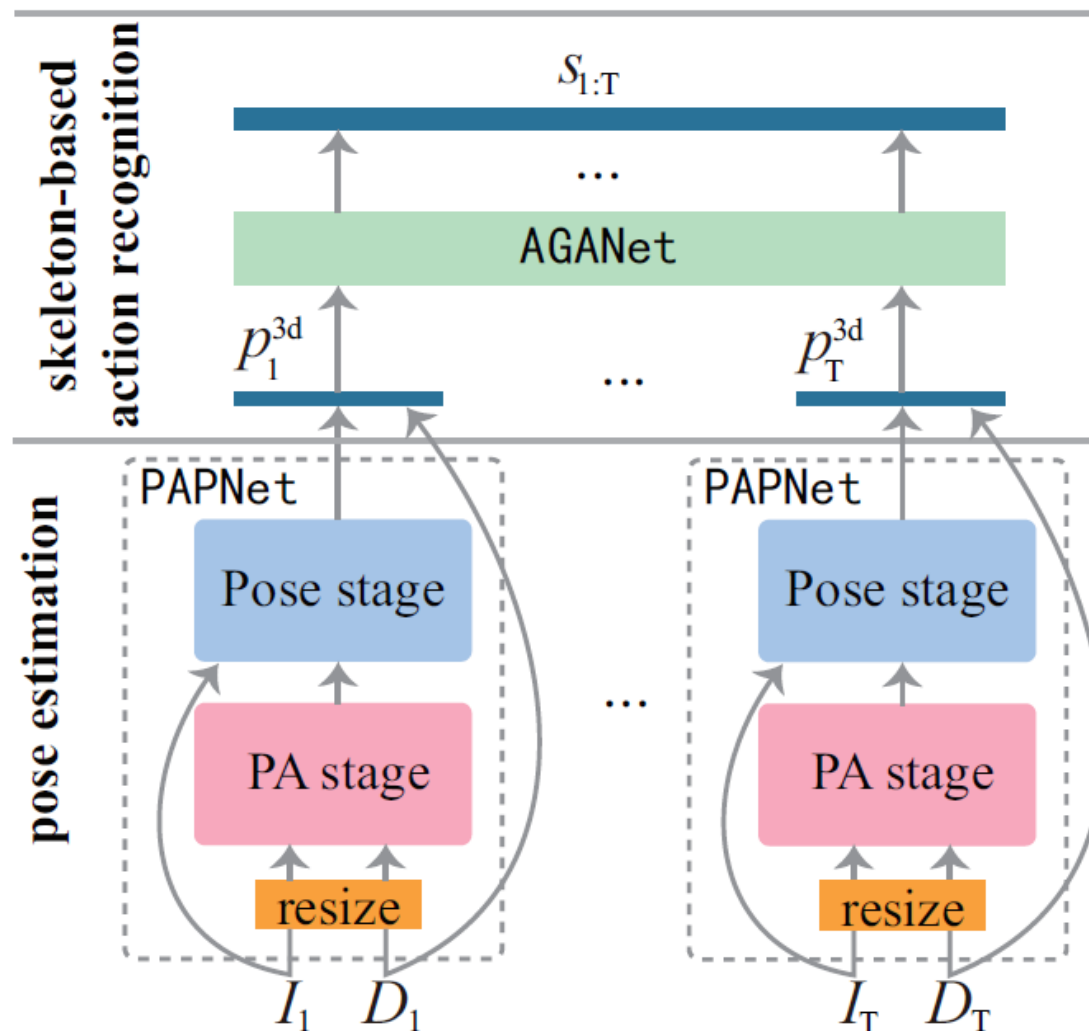 skeleton-based
action recognition
s1:T
...
AGANet
p1^3d
...
pT^3d
pose estimation
PAPNet
PAPNet
Pose stage
Pose stage
...
PA stage
PA stage
resize
resize
I1
D1
IT
DT